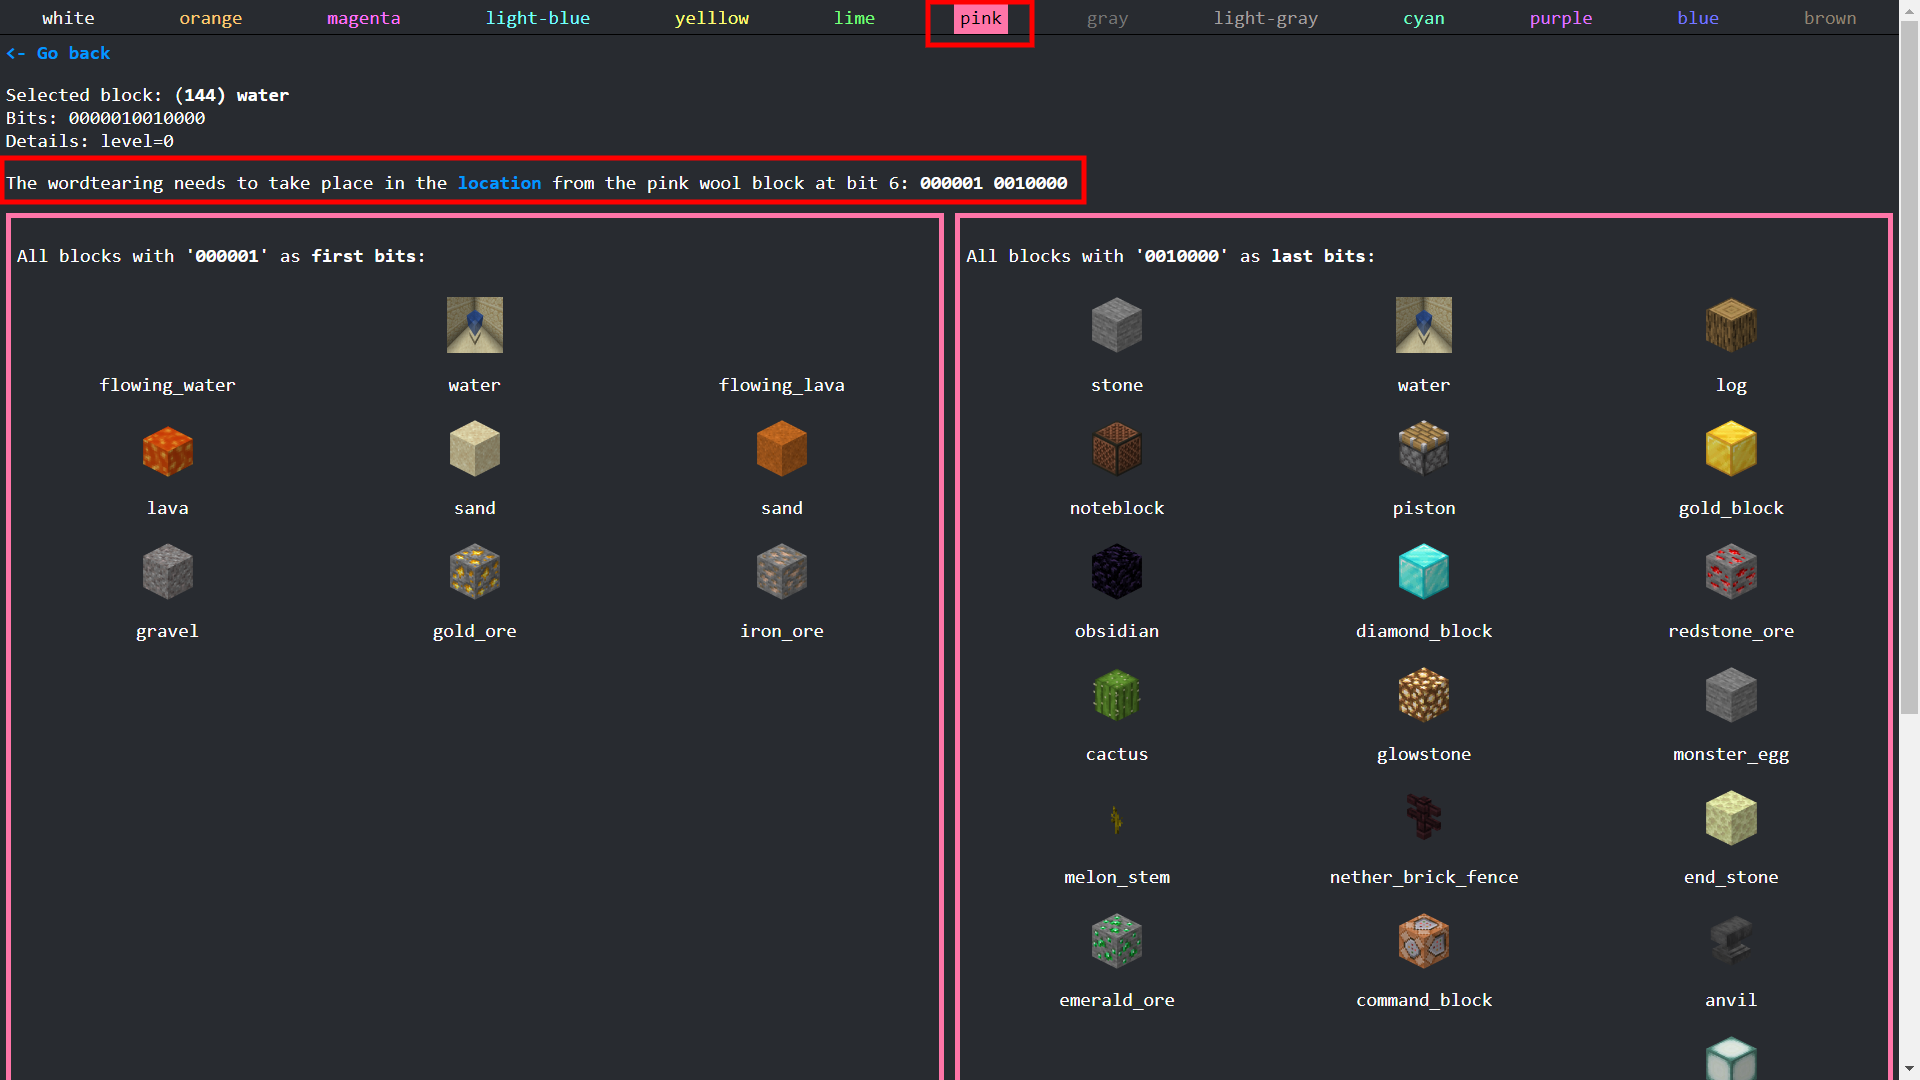 white orange magenta light-blue yelllow lime pink gray light-gray cyan purple blue brown
<- Go back
Selected block: (144) water
Bits: 0000010010000
Details: level=0
The wordtearing needs to take place in the location from the pink wool block at bit 6: 000001 0010000
All blocks with '000001' as first bits:
flowing_water water flowing_lava
lava sand sand
gravel gold_ore iron_ore
All blocks with '0010000' as last bits:
stone water log
noteblock piston gold_block
obsidian diamond_block redstone_ore
cactus glowstone monster_egg
melon_stem nether_brick_fence end_stone
emerald_ore command_block anvil